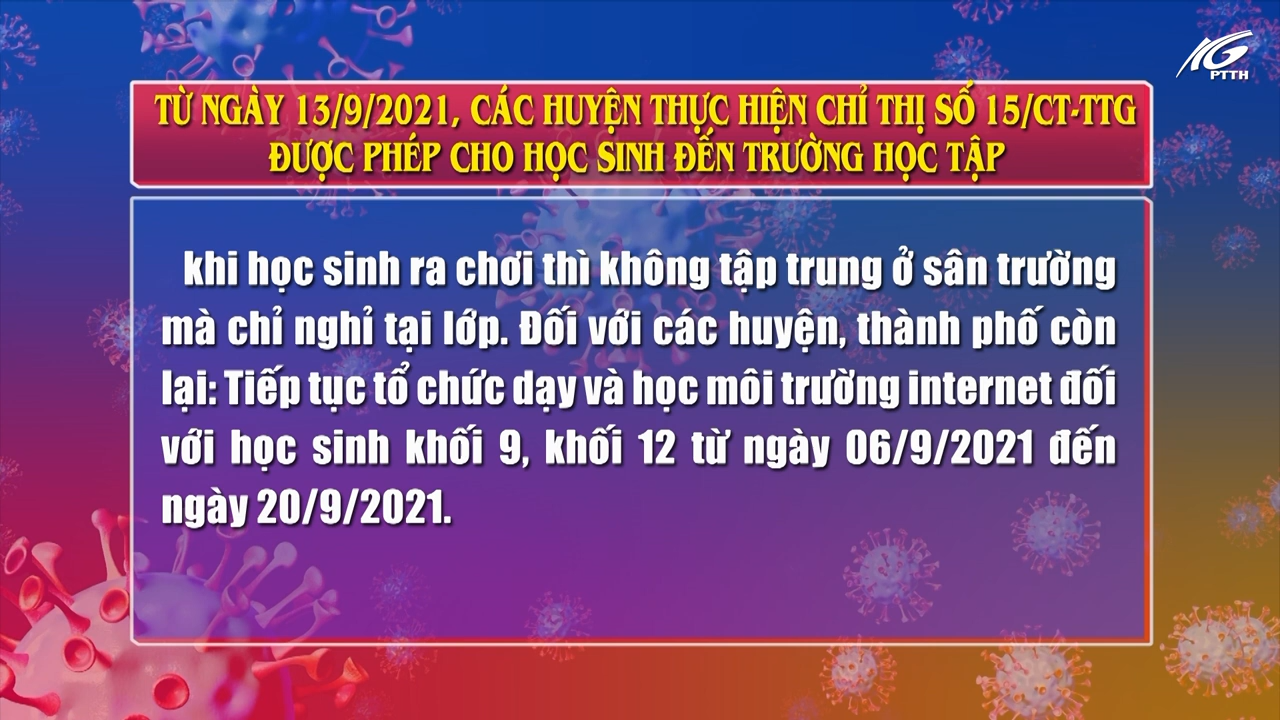 KG
PTTH
TỪ NGÀY 13/9/2021, CÁC HUYỆN THỰC HIỆN CHỈ THỊ SỐ 15/CT-TTG
ĐƯỢC PHÉP CHO HỌC SINH ĐẾN TRƯỜNG HỌC TẬP
khi học sinh ra chơi thì không tập trung ở sân trường
mà chỉ nghỉ tại lớp. Đối với các huyện, thành phố còn
lại: Tiếp tục tổ chức dạy và học môi trường internet đối
với học sinh khối 9, khối 12 từ ngày 06/9/2021 đến
ngày 20/9/2021.